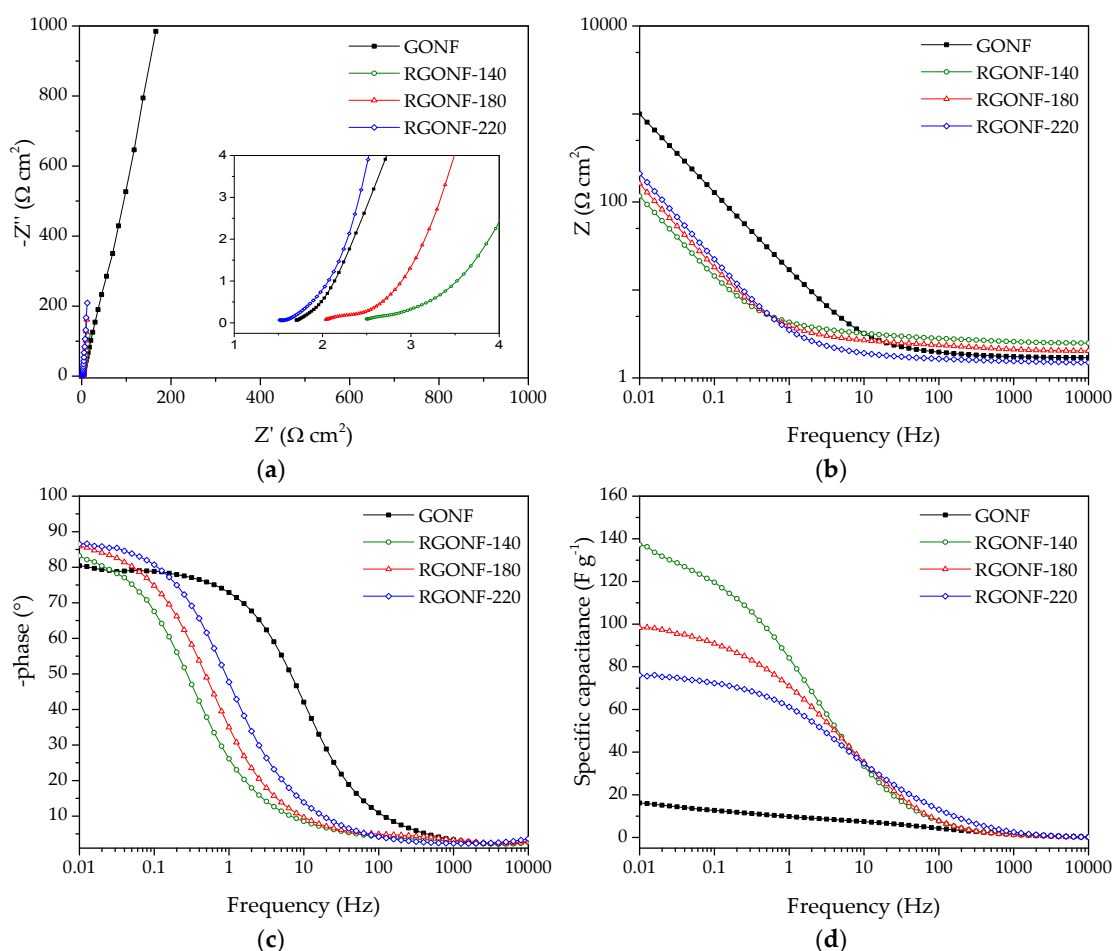 1000
800
600
400
200
0
-Z'' (Ω cm²)
GONF
RGONF-140
RGONF-180
RGONF-220
4
3
2
1
0
1 2 3 4
0 200 400 600 800 1000
Z' (Ω cm²)
(a)
10000
100
1
Z (Ω cm²)
GONF
RGONF-140
RGONF-180
RGONF-220
0.01 0.1 1 10 100 1000 10000
Frequency (Hz)
(b)
100
90
80
70
60
50
40
30
20
10
0
-phase (°)
GONF
RGONF-140
RGONF-180
RGONF-220
0.01 0.1 1 10 100 1000 10000
Frequency (Hz)
(c)
160
140
120
100
80
60
40
20
0
Specific capacitance (F g⁻¹)
GONF
RGONF-140
RGONF-180
RGONF-220
0.01 0.1 1 10 100 1000 10000
Frequency (Hz)
(d)